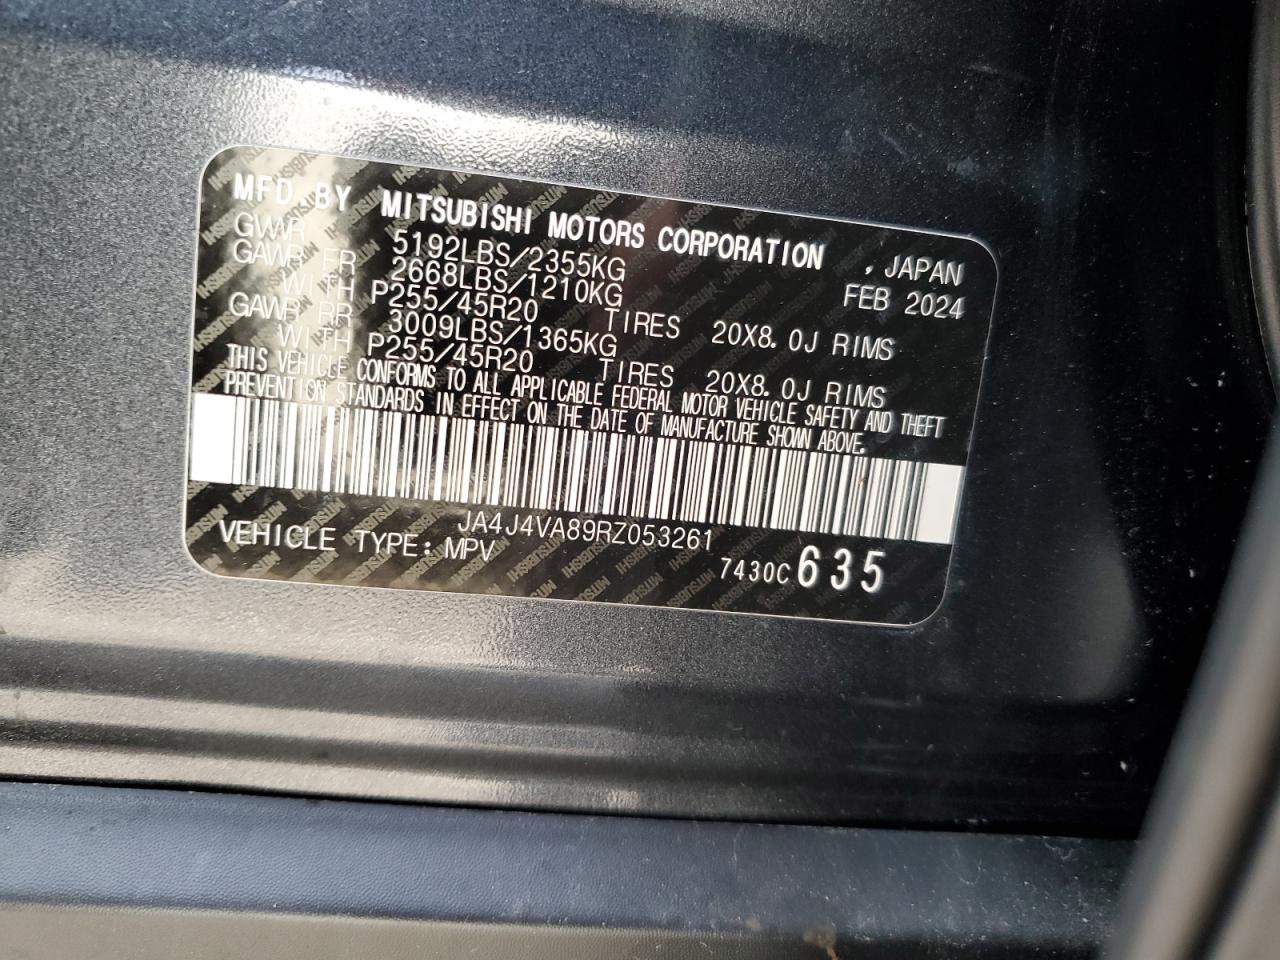 MFD BY MITSUBISHI MOTORS CORPORATION , JAPAN
GVWR 5192LBS/2355KG FEB 2024
GAWR FR 2668LBS/1210KG
WITH P255/45R20 TIRES 20X8.0J RIMS
GAWR RR 3009LBS/1365KG
WITH P255/45R20 TIRES 20X8.0J RIMS
THIS VEHICLE CONFORMS TO ALL APPLICABLE FEDERAL MOTOR VEHICLE SAFETY AND THEFT
PREVENTION STANDARDS IN EFFECT ON THE DATE OF MANUFACTURE SHOWN ABOVE.
JA4J4VA89RZ053261
VEHICLE TYPE: MPV
7430C 635